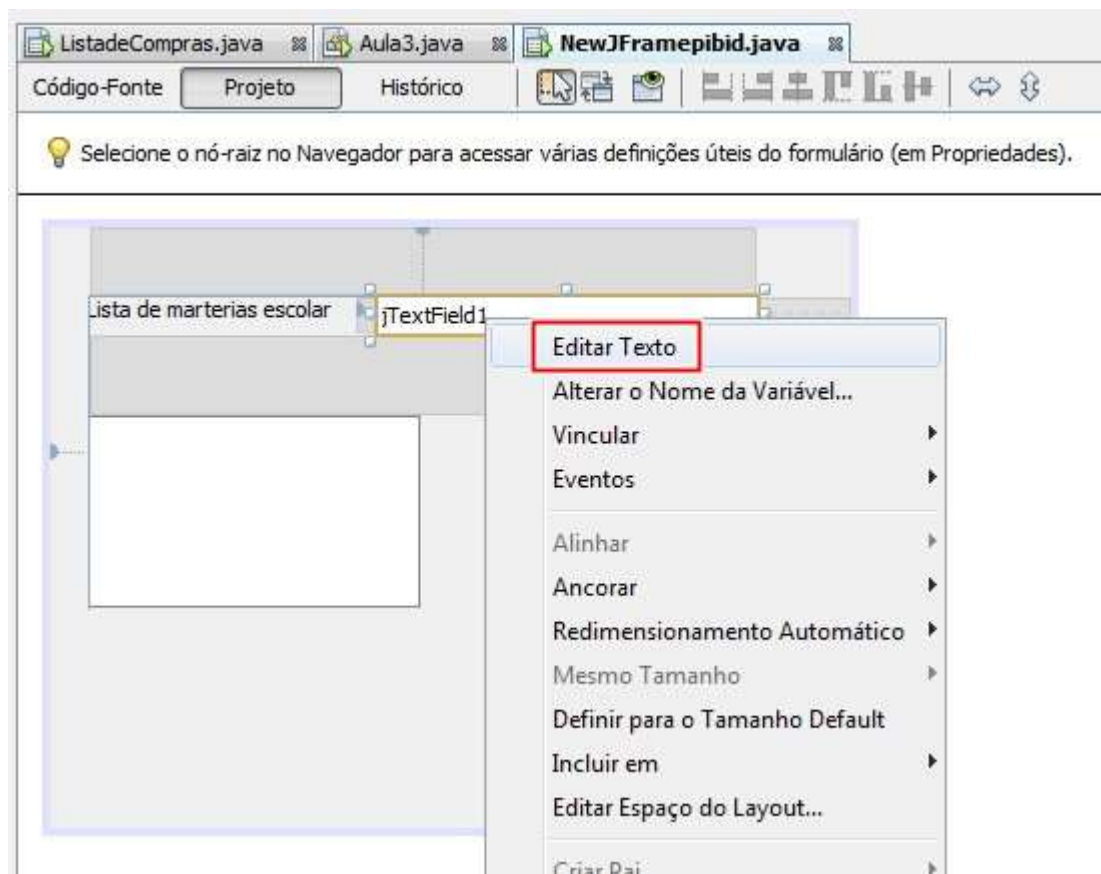 ListadeCompras.java Aula3.java NewJFramepibid.java
Código-Fonte Projeto Histórico
Selecione o nó-raiz no Navegador para acessar várias definições úteis do formulário (em Propriedades).
Lista de marterias escolar jTextField1
Editar Texto
Alterar o Nome da Variável...
Vincular
Eventos
Alinhar
Ancorar
Redimensionamento Automático
Mesmo Tamanho
Definir para o Tamanho Default
Incluir em
Editar Espaço do Layout...
Criar Pai